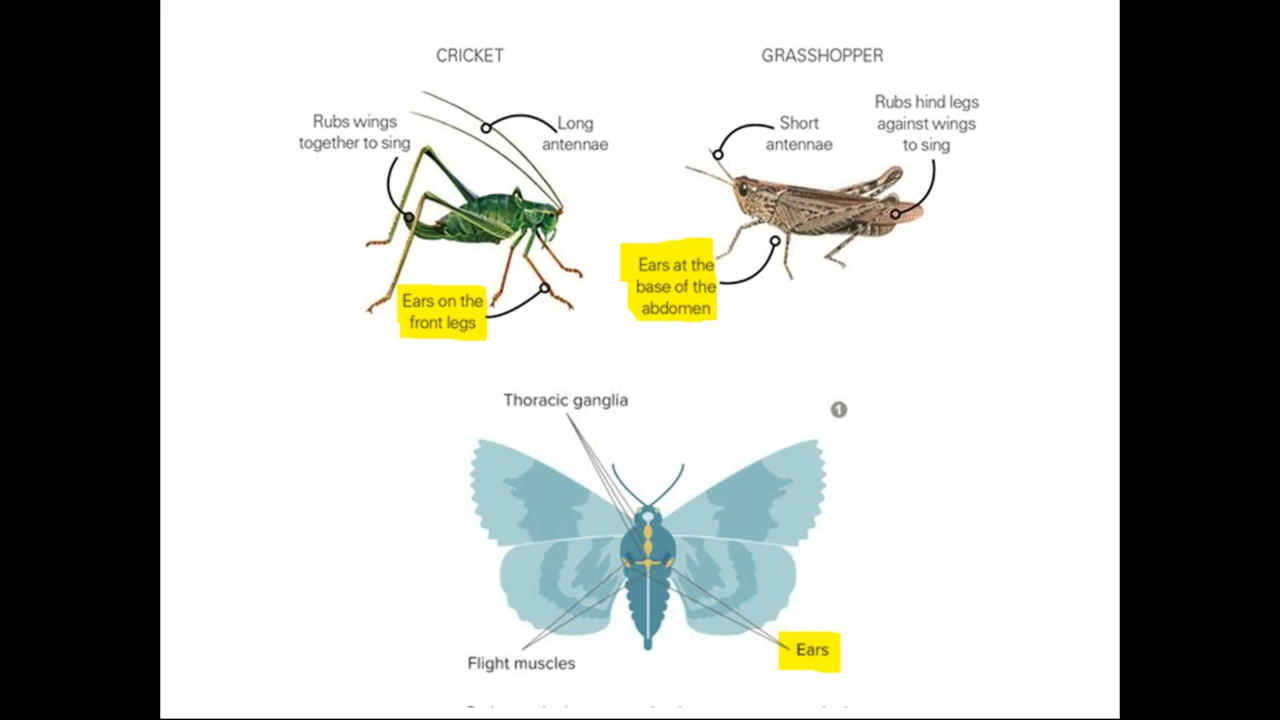 CRICKET
Rubs wings
together to sing
Long
antennae
Ears on the
front legs
GRASSHOPPER
Short
antennae
Rubs hind legs
against wings
to sing
Ears at the
base of the
abdomen
Thoracic ganglia
1
Flight muscles
Ears